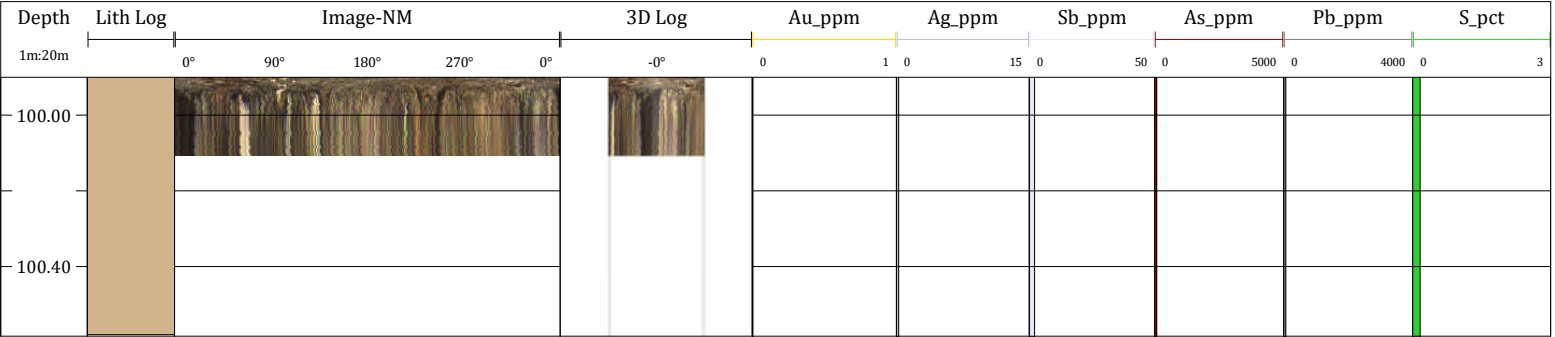 Depth Lith Log Image-NM 3D Log Au_ppm Ag_ppm Sb_ppm As_ppm Pb_ppm S_pct
1m:20m 0° 90° 180° 270° 0° -0° 0 1 0 15 0 50 0 5000 0 4000 0 3
100.00
100.40